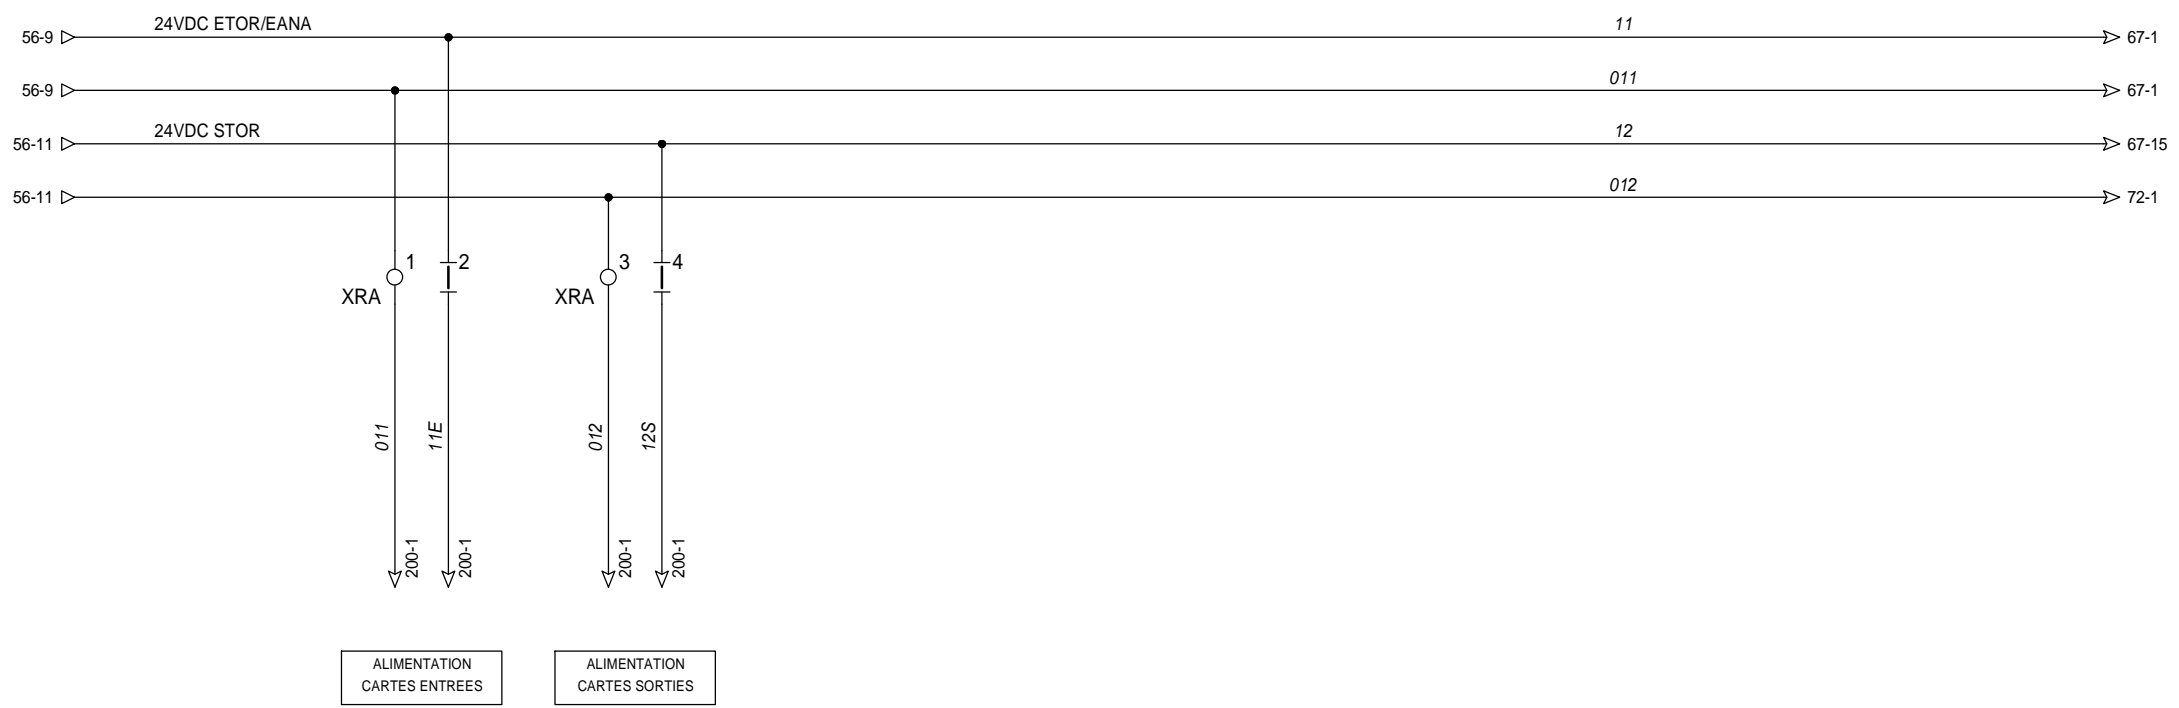 24VDC ETOR/EANA
11
56-9
67-1
011
56-9
67-1
24VDC STOR
12
56-11
67-15
012
56-11
72-1
1
2
3
4
XRA
XRA
011
11E
012
12S
200-1
200-1
200-1
200-1
ALIMENTATION
CARTES ENTREES
ALIMENTATION
CARTES SORTIES